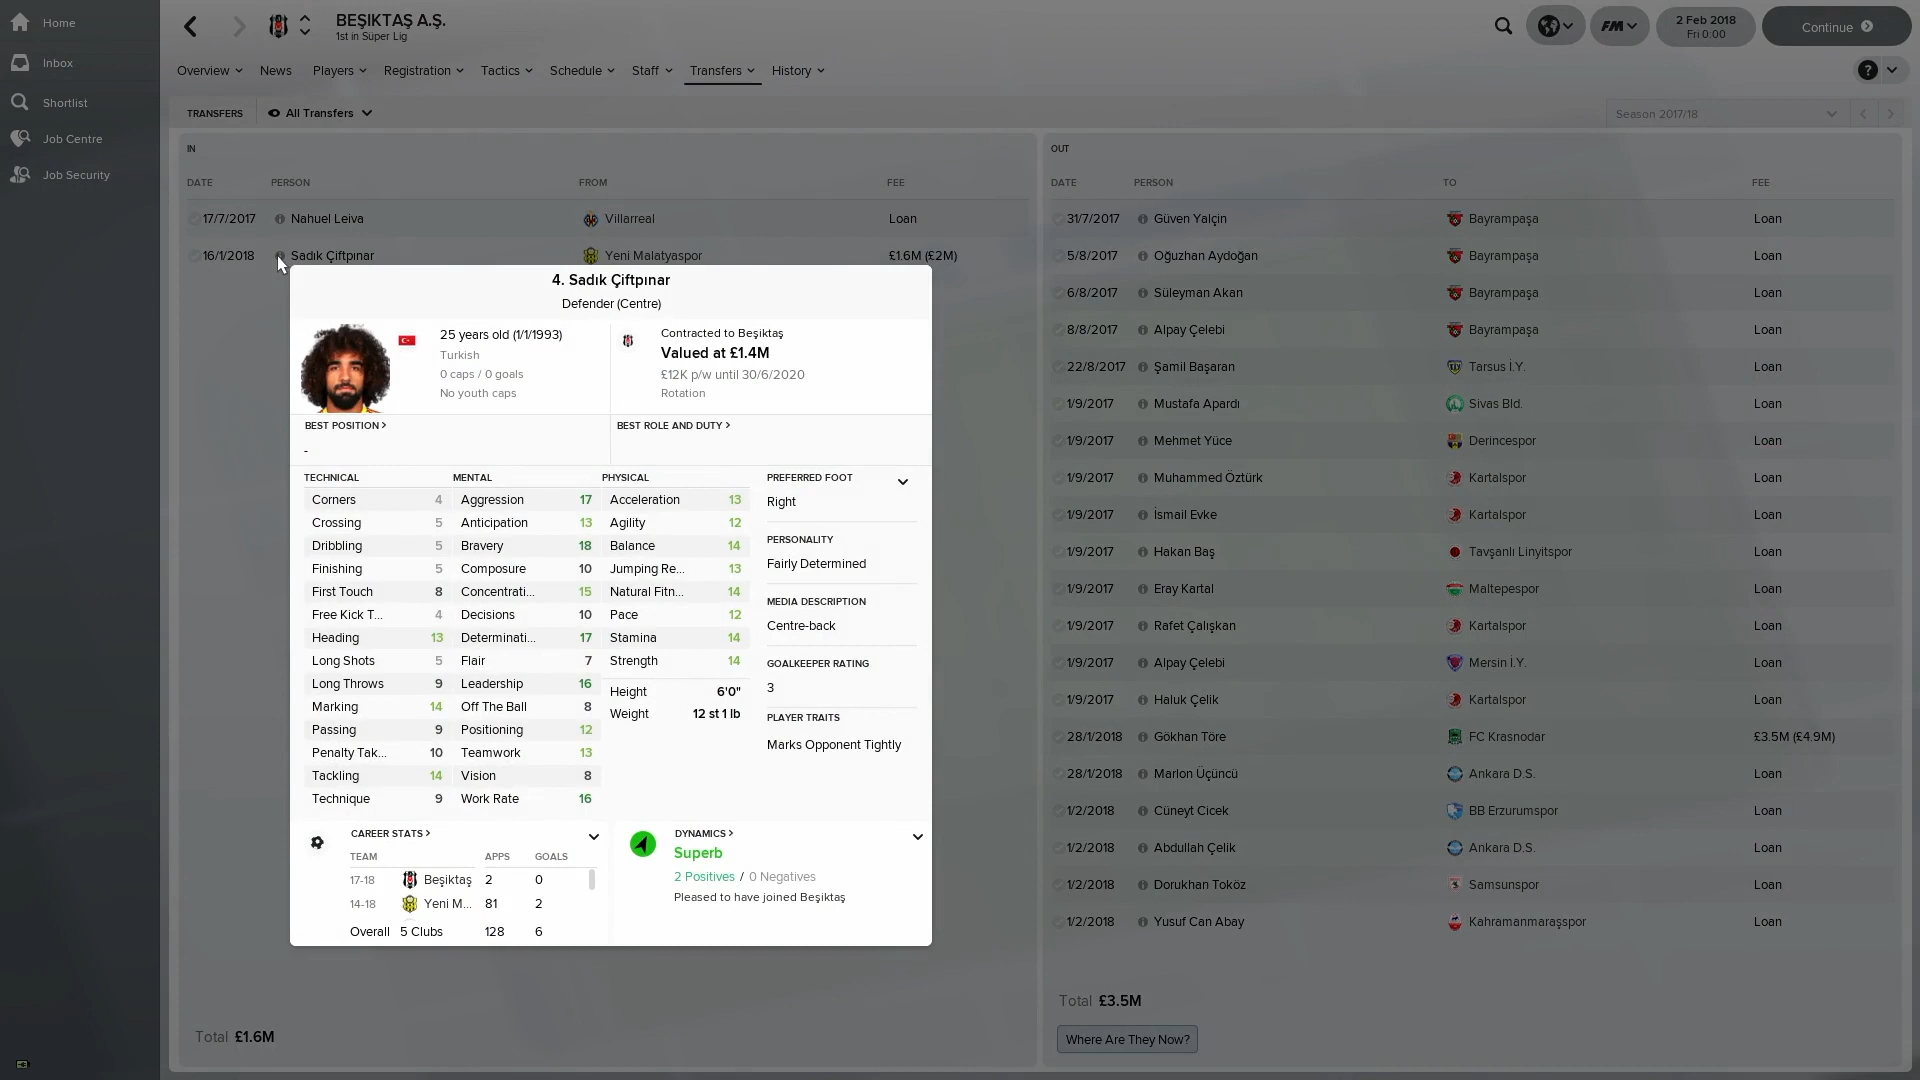 Home
Inbox
Shortlist
Job Centre
Job Security
BEŞIKTAŞ A.Ş.
1st in Süper Lig
FM
2 Feb 2018
Fri 0:00
Continue
Overview
News
Players
Registration
Tactics
Schedule
Staff
Transfers
History
?
TRANSFERS
All Transfers
Season 2017/18
IN
DATE PERSON FROM FEE
17/7/2017 Nahuel Leiva Villarreal Loan
16/1/2018 Sadık Çiftpınar Yeni Malatyaspor £1.6M (£2M)
Total £1.6M
4. Sadık Çiftpınar
Defender (Centre)
25 years old (1/1/1993)
Turkish
0 caps / 0 goals
No youth caps
Contracted to Beşiktaş
Valued at £1.4M
£12K p/w until 30/6/2020
Rotation
BEST POSITION >
-
BEST ROLE AND DUTY >
TECHNICAL
Corners 4
Crossing 5
Dribbling 5
Finishing 5
First Touch 8
Free Kick T... 4
Heading 13
Long Shots 5
Long Throws 9
Marking 14
Passing 9
Penalty Tak... 10
Tackling 14
Technique 9
MENTAL
Aggression 17
Anticipation 13
Bravery 18
Composure 10
Concentrati... 15
Decisions 10
Determinati... 17
Flair 7
Leadership 16
Off The Ball 8
Positioning 12
Teamwork 13
Vision 8
Work Rate 16
PHYSICAL
Acceleration 13
Agility 12
Balance 14
Jumping Re... 13
Natural Fitn... 14
Pace 12
Stamina 14
Strength 14
Height 6'0"
Weight 12 st 1 lb
PREFERRED FOOT
Right
PERSONALITY
Fairly Determined
MEDIA DESCRIPTION
Centre-back
GOALKEEPER RATING
3
PLAYER TRAITS
Marks Opponent Tightly
CAREER STATS >
TEAM APPS GOALS
17-18 Beşiktaş 2 0
14-18 Yeni M... 81 2
Overall 5 Clubs 128 6
DYNAMICS >
Superb
2 Positives / 0 Negatives
Pleased to have joined Beşiktaş
OUT
DATE PERSON TO FEE
31/7/2017 Güven Yalçin Bayrampaşa Loan
5/8/2017 Oğuzhan Aydoğan Bayrampaşa Loan
6/8/2017 Süleyman Akan Bayrampaşa Loan
8/8/2017 Alpay Çelebi Bayrampaşa Loan
22/8/2017 Şamil Başaran Tarsus İ.Y. Loan
1/9/2017 Mustafa Apardı Sivas Bld. Loan
1/9/2017 Mehmet Yüce Derincespor Loan
1/9/2017 Muhammed Öztürk Kartalspor Loan
1/9/2017 İsmail Evke Kartalspor Loan
1/9/2017 Hakan Baş Tavşanlı Linyitspor Loan
1/9/2017 Eray Kartal Maltepespor Loan
1/9/2017 Rafet Çalışkan Kartalspor Loan
1/9/2017 Alpay Çelebi Mersin İ.Y. Loan
1/9/2017 Haluk Çelik Kartalspor Loan
28/1/2018 Gökhan Töre FC Krasnodar £3.5M (£4.9M)
28/1/2018 Marlon Üçüncü Ankara D.S. Loan
1/2/2018 Cüneyt Cicek BB Erzurumspor Loan
1/2/2018 Abdullah Çelik Ankara D.S. Loan
1/2/2018 Dorukhan Toköz Samsunspor Loan
1/2/2018 Yusuf Can Abay Kahramanmaraşspor Loan
Total £3.5M
Where Are They Now?